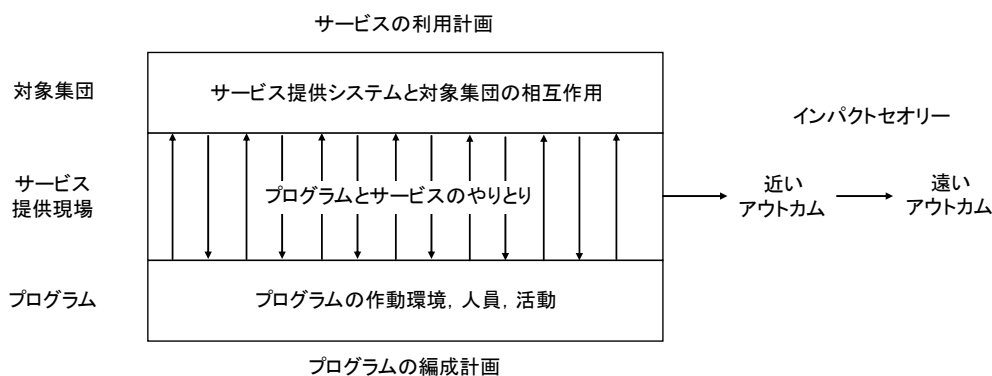 サービスの利用計画
対象集団
サービス提供システムと対象集団の相互作用
インパクトセオリー
サービス
提供現場
プログラムとサービスのやりとり
近い
アウトカム
遠い
アウトカム
プログラム
プログラムの作動環境，人員，活動
プログラムの編成計画